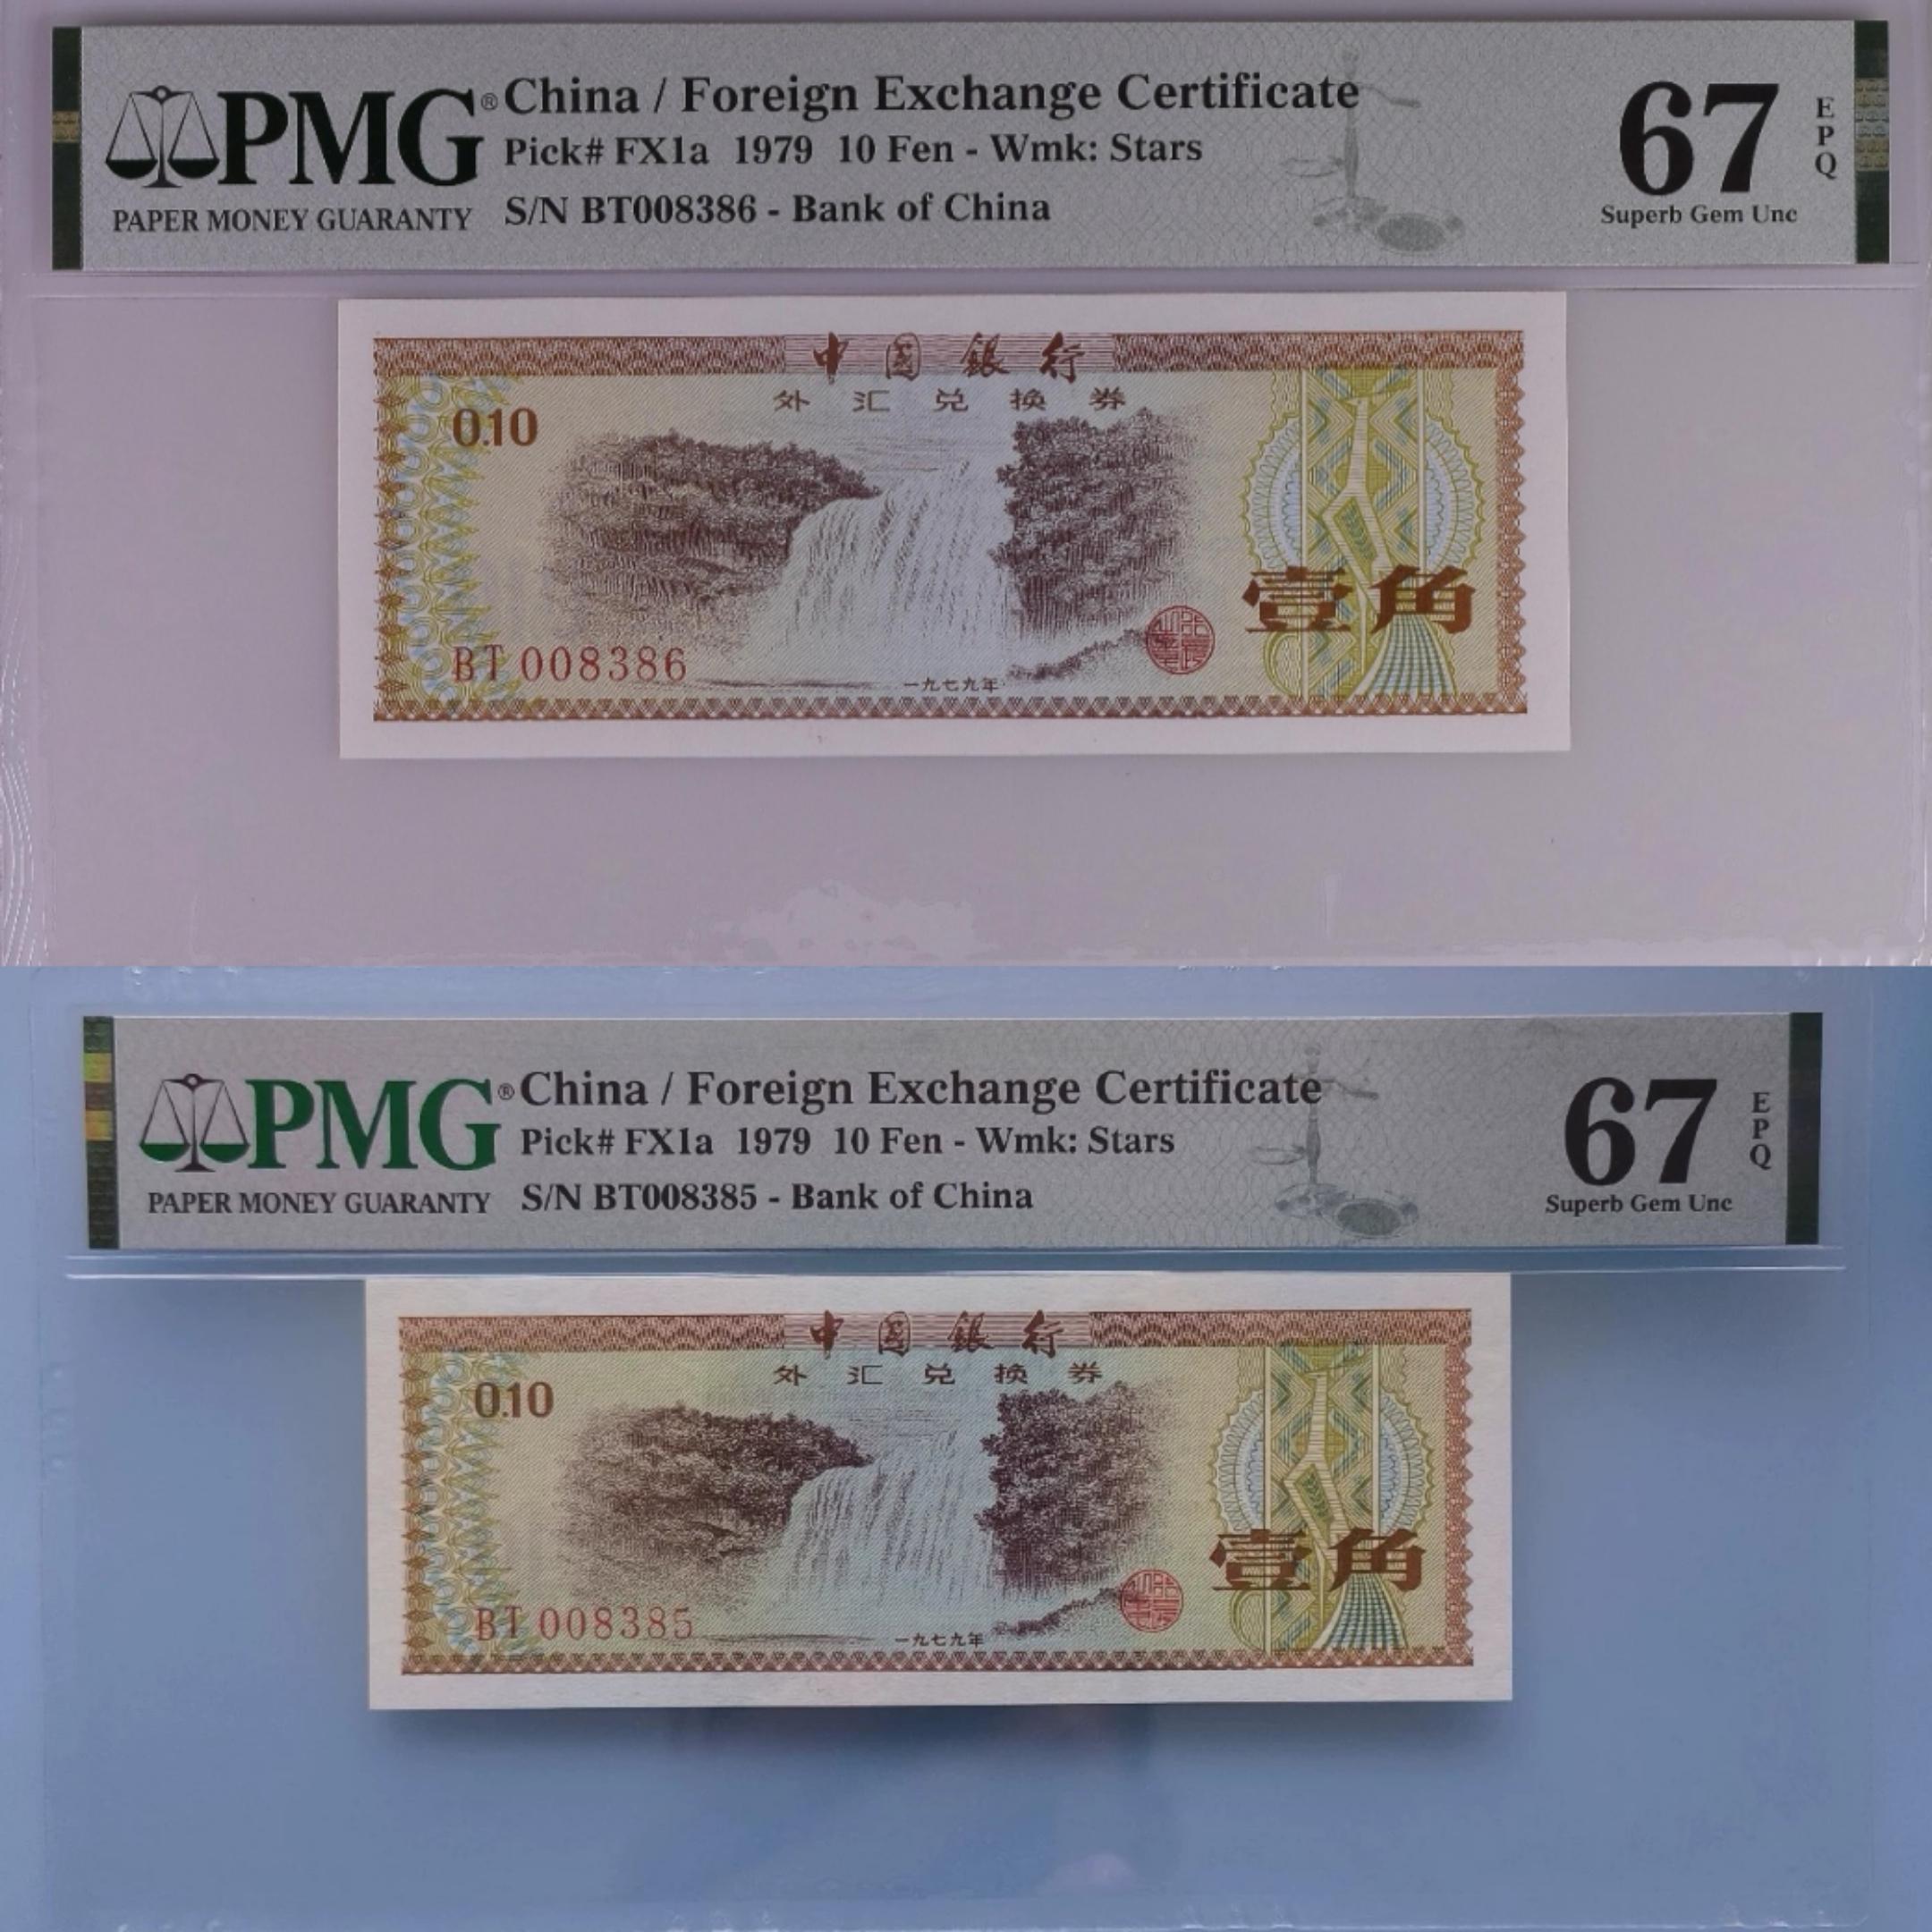 PMG® China / Foreign Exchange Certificate
Pick# FX1a 1979 10 Fen - Wmk: Stars
PAPER MONEY GUARANTY S/N BT008386 - Bank of China
67 EPQ
Superb Gem Unc
中国銀行
外汇兑换券
0.10
壹角
BT 008386
一九七九年
PMG® China / Foreign Exchange Certificate
Pick# FX1a 1979 10 Fen - Wmk: Stars
PAPER MONEY GUARANTY S/N BT008385 - Bank of China
67 EPQ
Superb Gem Unc
中国銀行
外汇兑换券
0.10
壹角
BT 008385
一九七九年